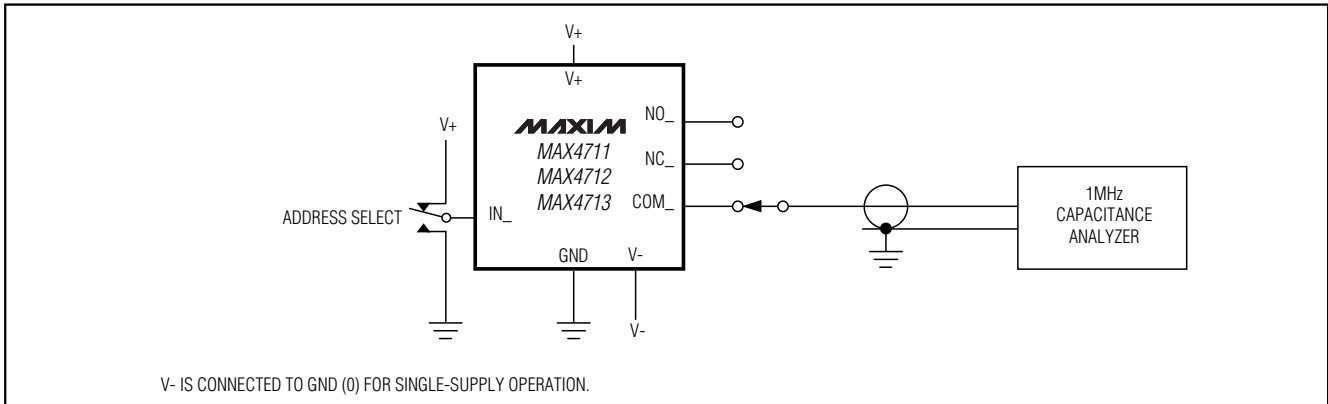 V+
V+
V+
NO_
MAXIM
MAX4711
NC_
MAX4712
MAX4713
COM_
1MHz
CAPACITANCE
ANALYZER
ADDRESS SELECT
IN_
GND
V-
V-
V- IS CONNECTED TO GND (0) FOR SINGLE-SUPPLY OPERATION.